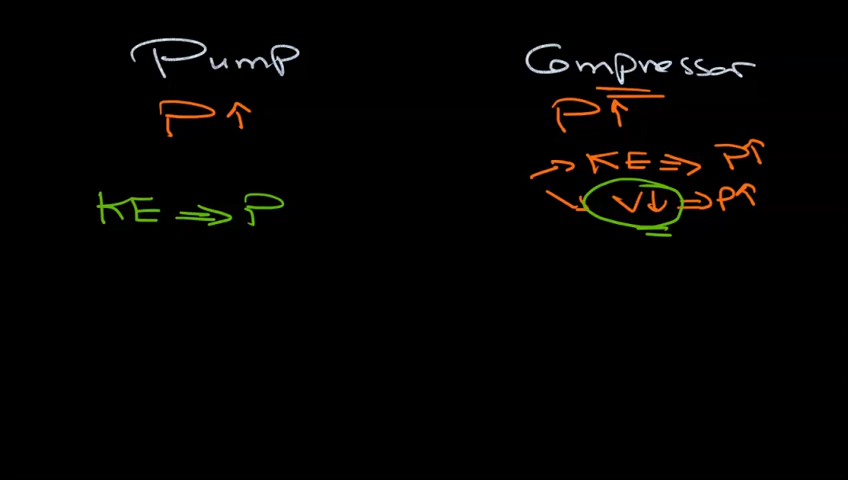 Pump
P↑
KE ⇒ P
Compressor
P↑
→ KE ⇒ P↑
→ V↓ ⇒ P↑